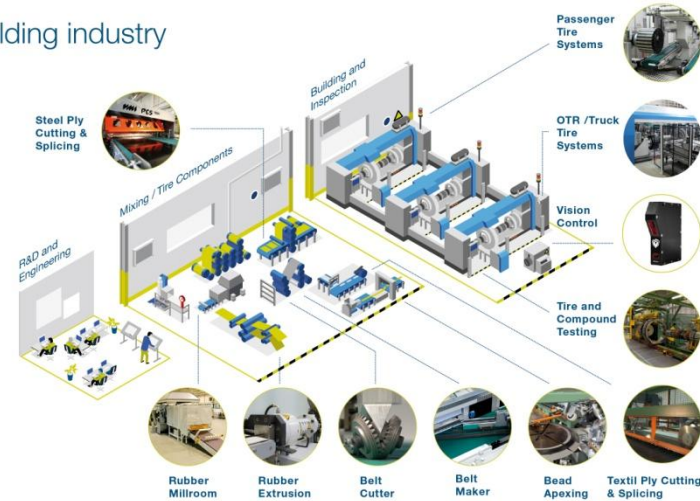 lding industry
Passenger
Tire
Systems
Building and
Inspection
Steel Ply
Cutting &
Splicing
OTR /Truck
Tire
Systems
Mixing / Tire Components
Vision
Control
R&D and
Engineering
Tire and
Compound
Testing
Rubber
Millroom
Rubber
Extrusion
Belt
Cutter
Belt
Maker
Bead
Apexing
Textil Ply Cutting
& Splicing